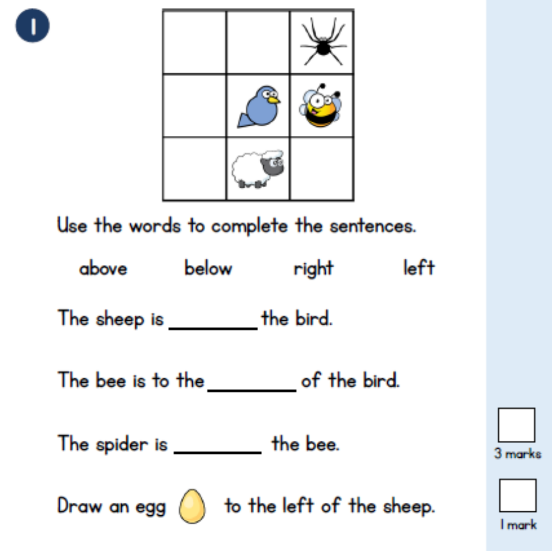 1
Use the words to complete the sentences.
above below right left
The sheep is ________ the bird.
The bee is to the ________ of the bird.
The spider is ________ the bee.
3 marks
Draw an egg to the left of the sheep.
1 mark